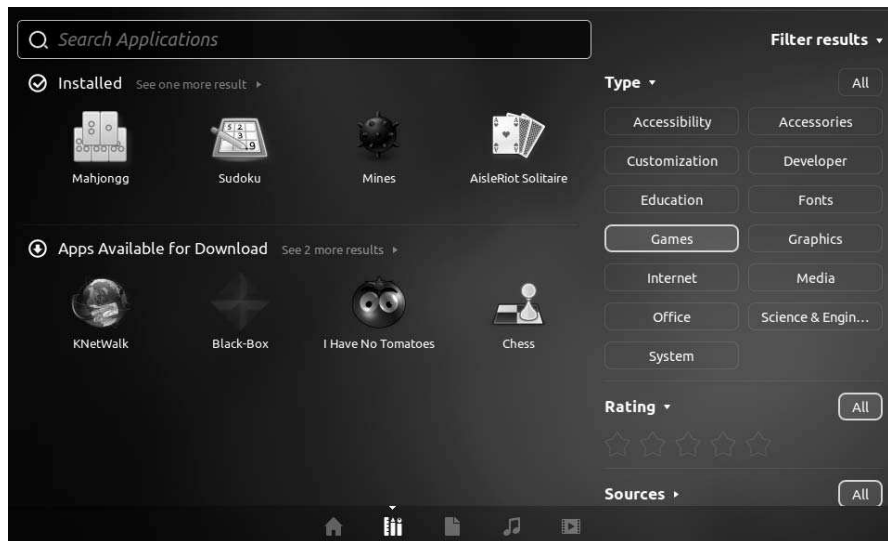 Search Applications
Filter results
Installed See one more result
Mahjongg Sudoku Mines AisleRiot Solitaire
Apps Available for Download See 2 more results
KNetWalk Black-Box I Have No Tomatoes Chess
Type All
Accessibility Accessories
Customization Developer
Education Fonts
Games Graphics
Internet Media
Office Science & Engin...
System
Rating All
Sources All